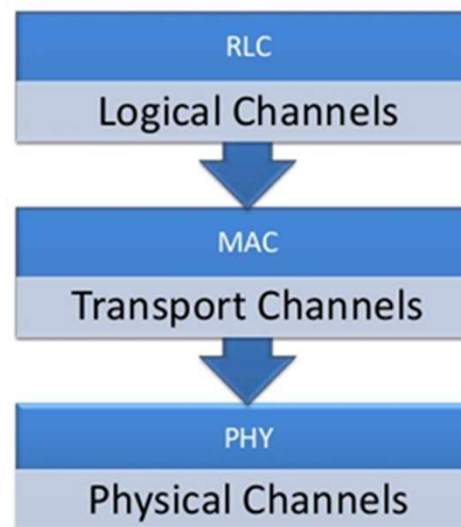 RLC
Logical Channels
MAC
Transport Channels
PHY
Physical Channels